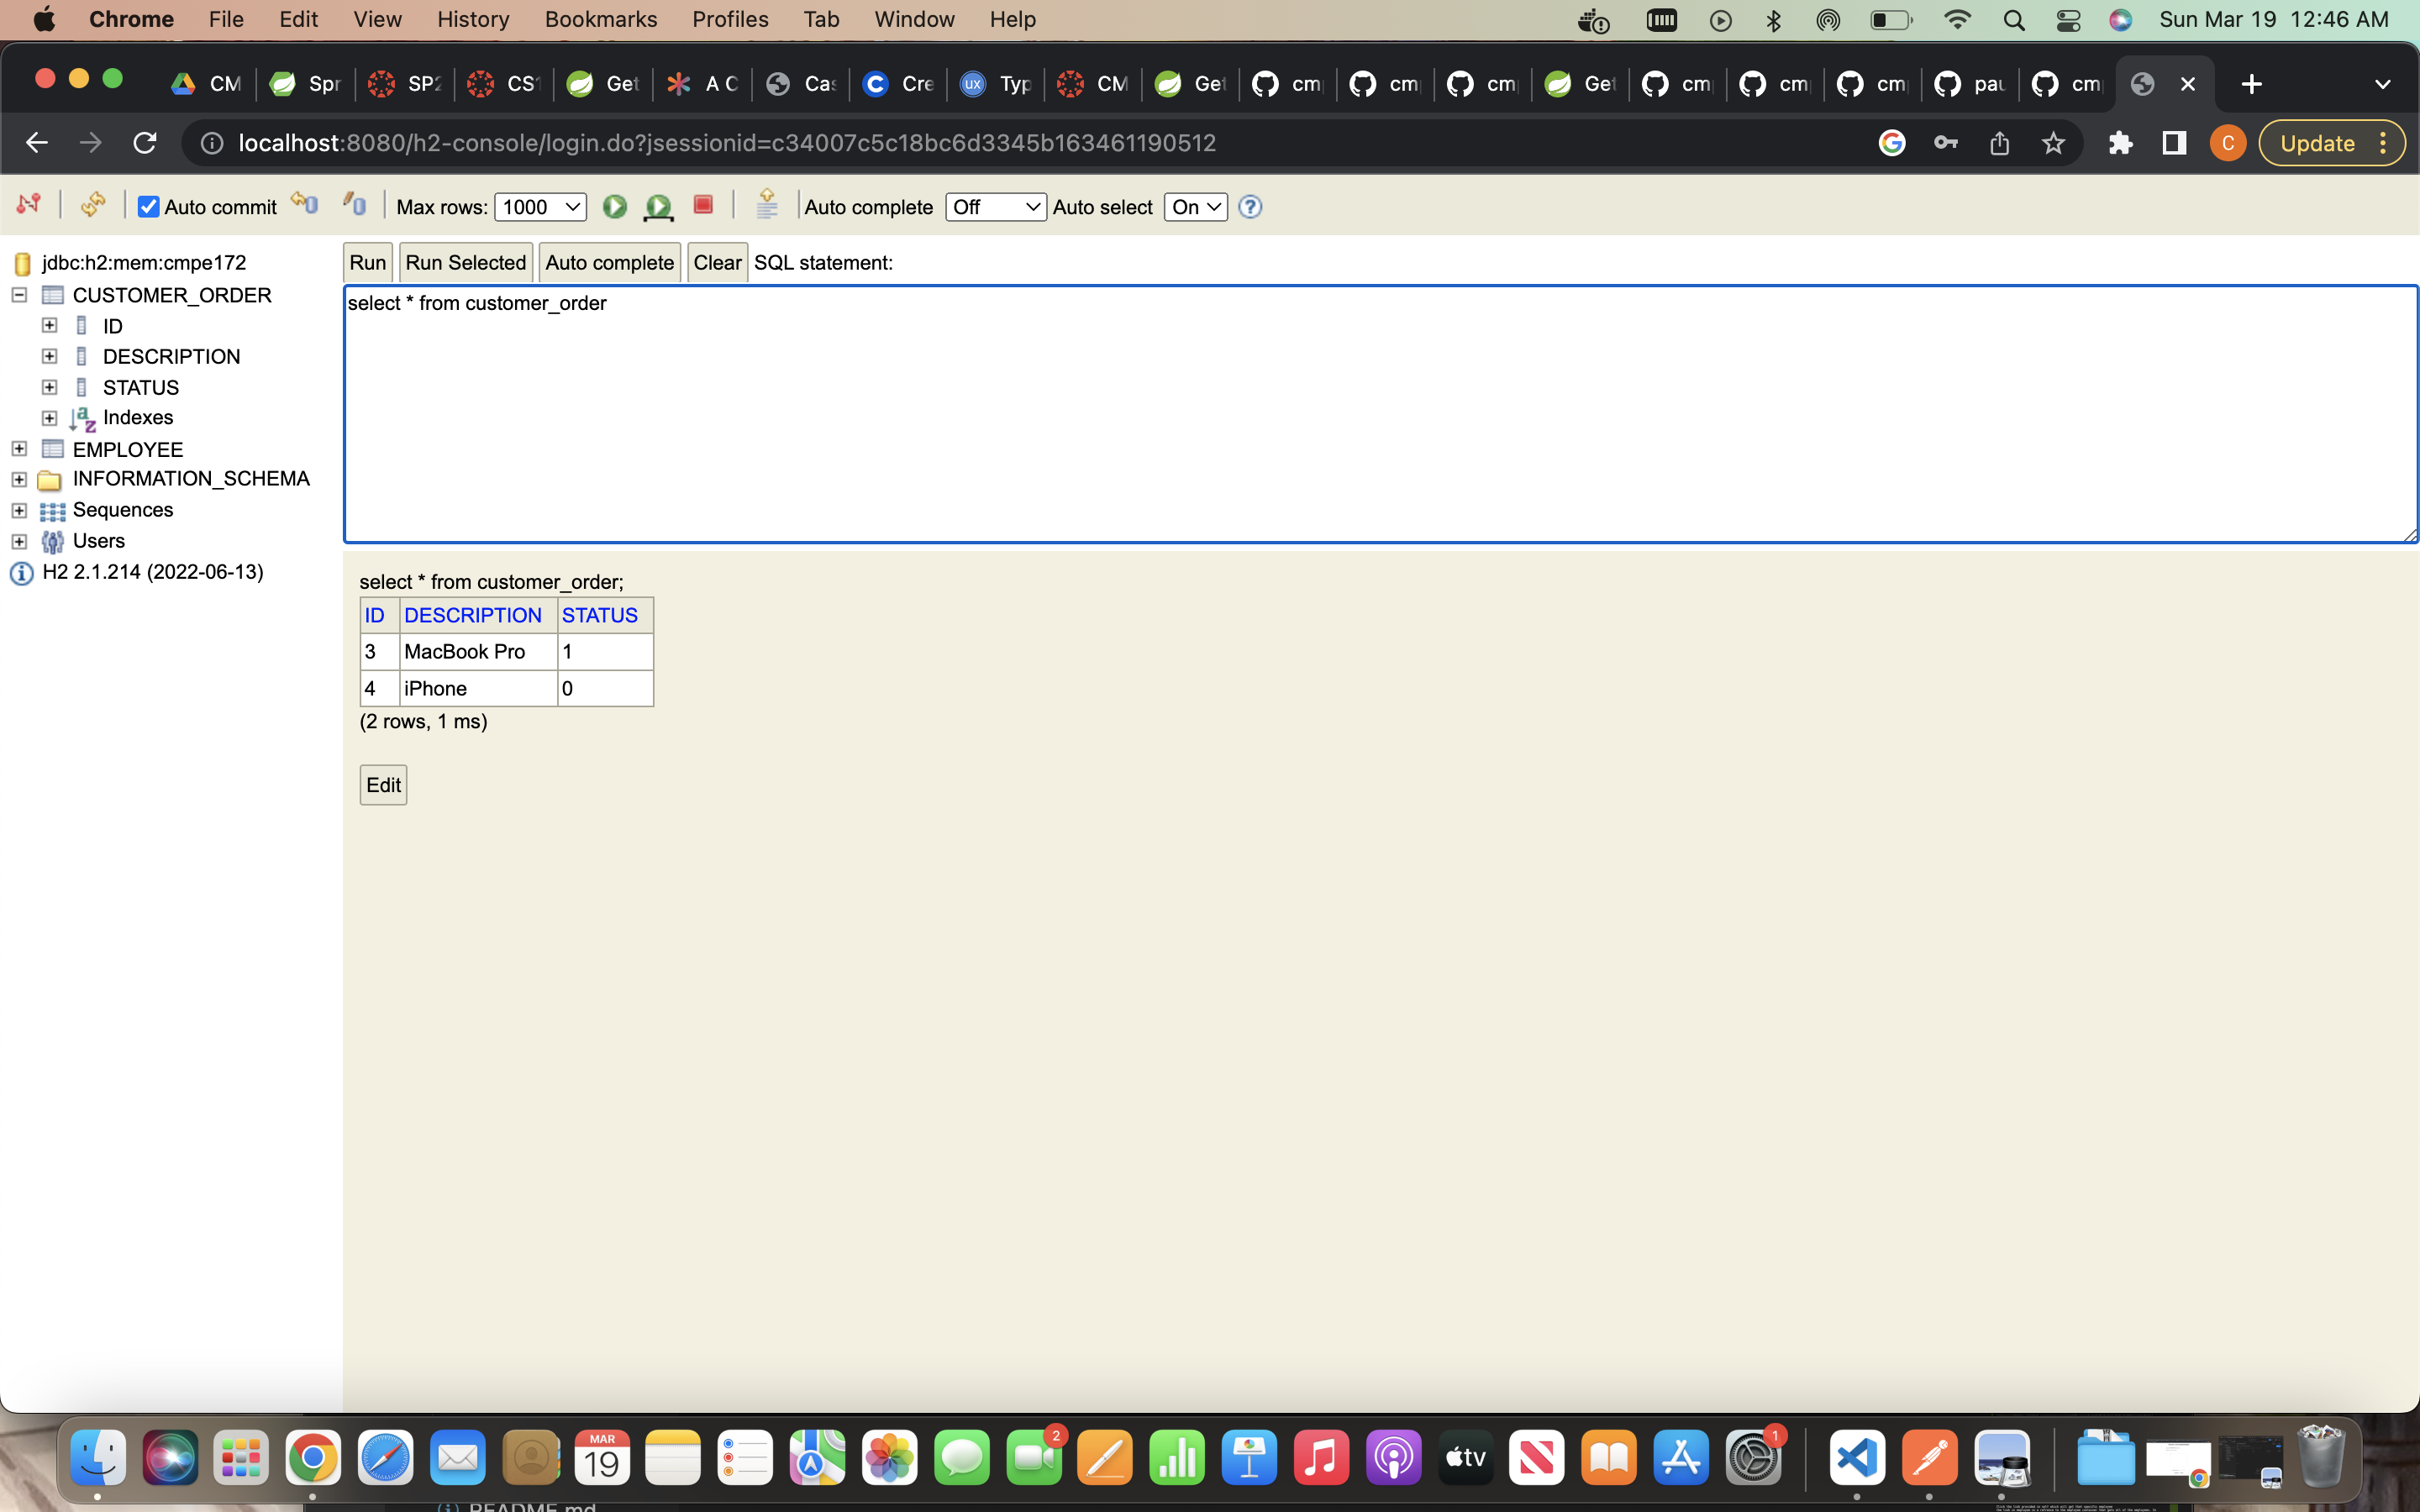 Chrome File Edit View History Bookmarks Profiles Tab Window Help Sun Mar 19 12:46 AM
CM Spr SP2 CS1 Get A C Cas Cre ux Typ CM Get cm cm cm Get cm cm cm pau cm
localhost:8080/h2-console/login.do?jsessionid=c34007c5c18bc6d3345b163461190512 C Update
Auto commit Max rows: 1000 Auto complete Off Auto select On
jdbc:h2:mem:cmpe172
CUSTOMER_ORDER
ID
DESCRIPTION
STATUS
Indexes
EMPLOYEE
INFORMATION_SCHEMA
Sequences
Users
H2 2.1.214 (2022-06-13)
Run Run Selected Auto complete Clear SQL statement:
select * from customer_order
select * from customer_order;
ID DESCRIPTION STATUS
3 MacBook Pro 1
4 iPhone 0
(2 rows, 1 ms)
Edit
MAR
19
2
tv
1
README.md